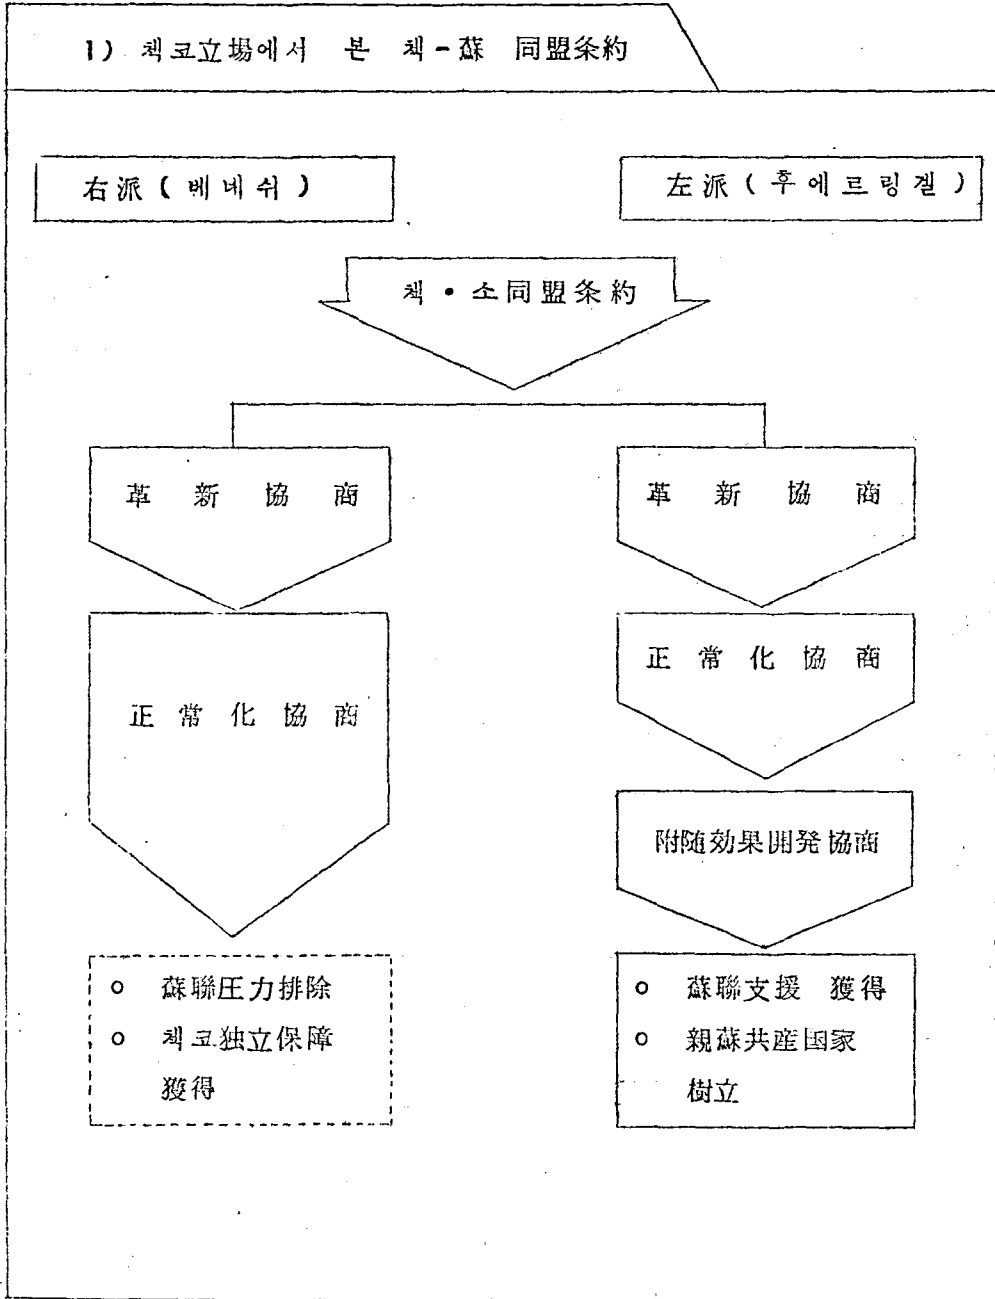 1) 체코立場에서 본 체-蘇 同盟条約
右派 ( 베네쉬 )
左派 ( 후에르링겔 )
체·소同盟条約
革新協商
革新協商
正常化協商
正常化協商
附随効果開発協商
o 蘇聯圧力排除
o 체코独立保障
獲得
o 蘇聯支援 獲得
o 親蘇共産国家
樹立